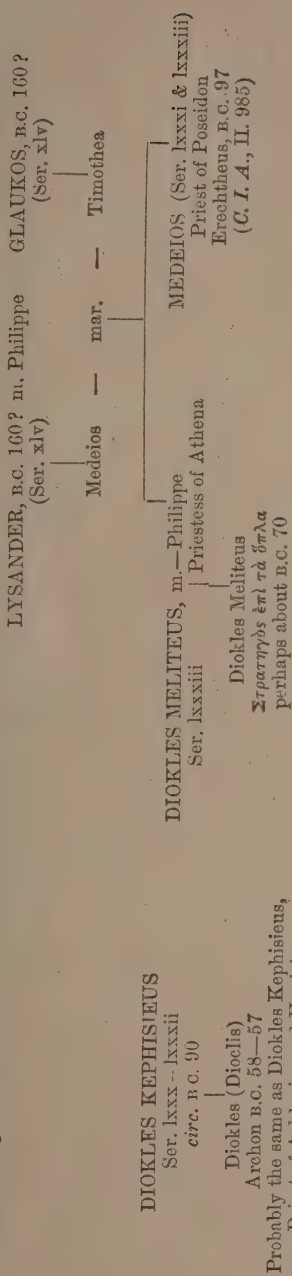 LYSANDER, B.C. 160? m. Philippe GLAUKOS, B.C. 160?
(Ser. xlv) (Ser. xlv)
Medeios — mar. — Timothea
DIOKLES MELITEUS, m.—Philippe MEDEIOS (Ser. lxxxi & lxxxiii)
Ser. lxxxiii Priestess of Athena Priest of Poseidon
Erechtheus, B.C. 97
(C. I. A., II. 985)
Diokles Meliteus
Στρατηγὸς ἐπὶ τὰ ὅπλα
perhaps about B.C. 70
DIOKLES KEPHISIEUS
Ser. lxxx -- lxxxii
circ. B.C. 90
Diokles (Dioclis)
Archon B.C. 58—57
Probably the same as Diokles Kephisieus,